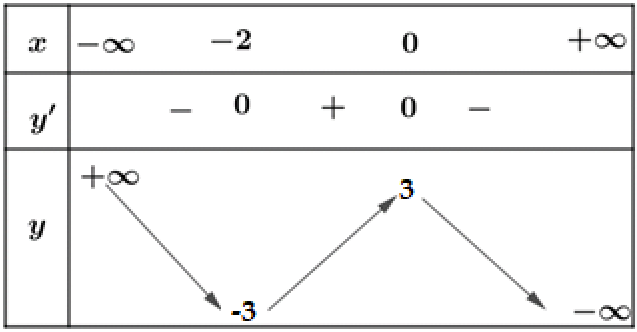 x −∞ −2 0 +∞
y′ − 0 + 0 −
+∞ 3
y
-3 −∞